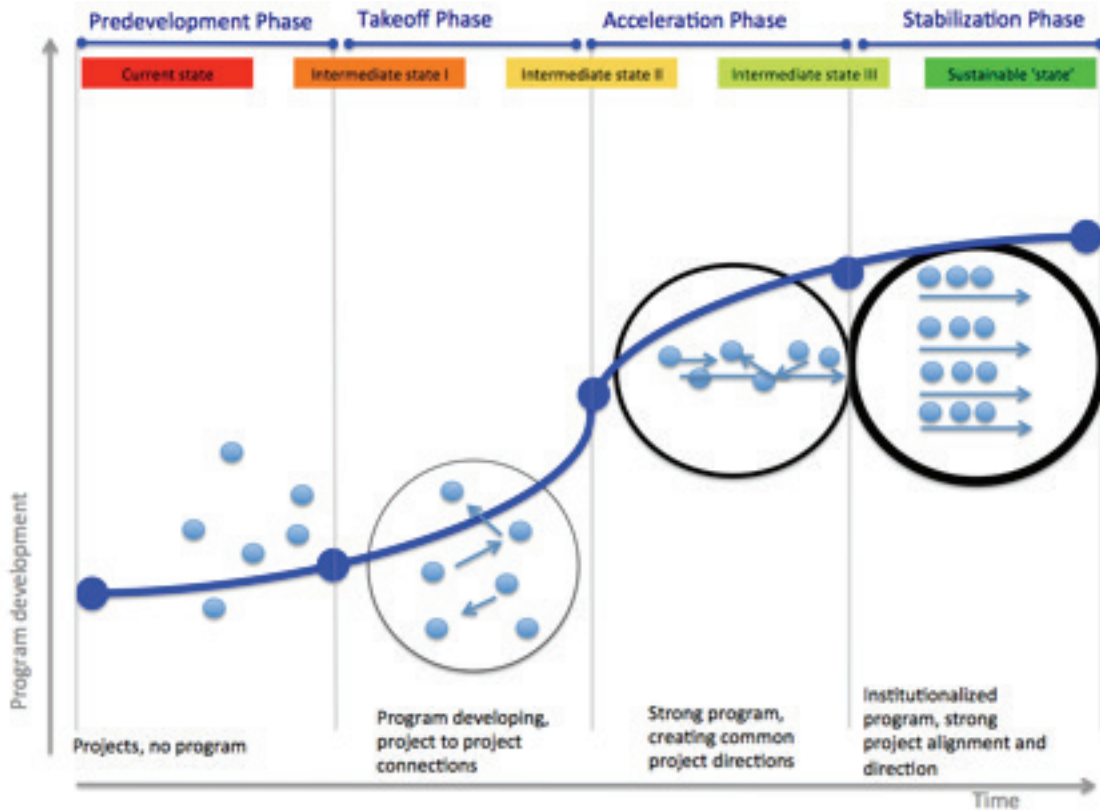 Predevelopment Phase
Takeoff Phase
Acceleration Phase
Stabilization Phase
Current state
Intermediate state I
Intermediate state II
Intermediate state III
Sustainable 'state'
Program development
Projects, no program
Program developing,
project to project
connections
Strong program,
creating common
project directions
Institutionalized
program, strong
project alignment and
direction
Time